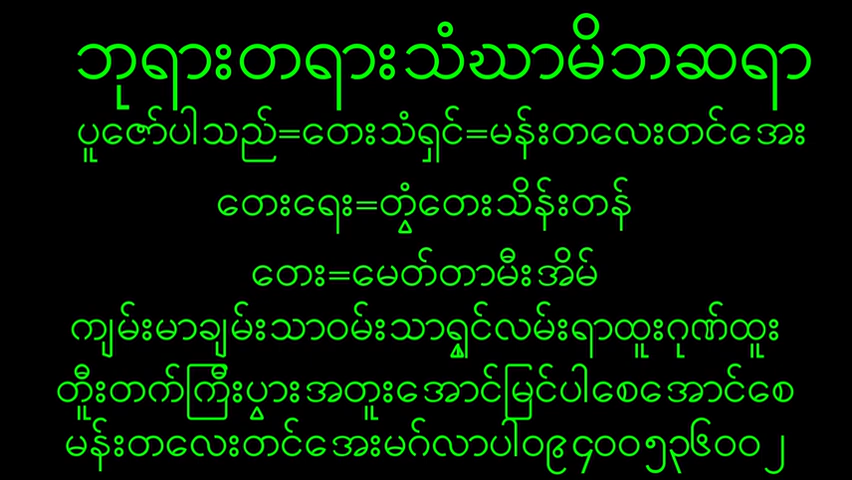 ဘုရားတရားသံဃာမိဘဆရာ
ပူဇော်ပါသည်=တေးသံရှင်=မန်းတလေးတင်အေး
တေးရေး=တွံတေးသိန်းတန်
တေး=မေတ်တာမီးအိမ်
ကျမ်းမာချမ်းသာဝမ်းသာရွှင်လမ်းရာထူးဂုဏ်ထူး
တိူးတက်ကြီးပွားအတူးအောင်မြင်ပါစေအောင်စေ
မန်းတလေးတင်အေးမင်္ဂလာပါ၀၉၄၀၀၅၃၆၀၀၂